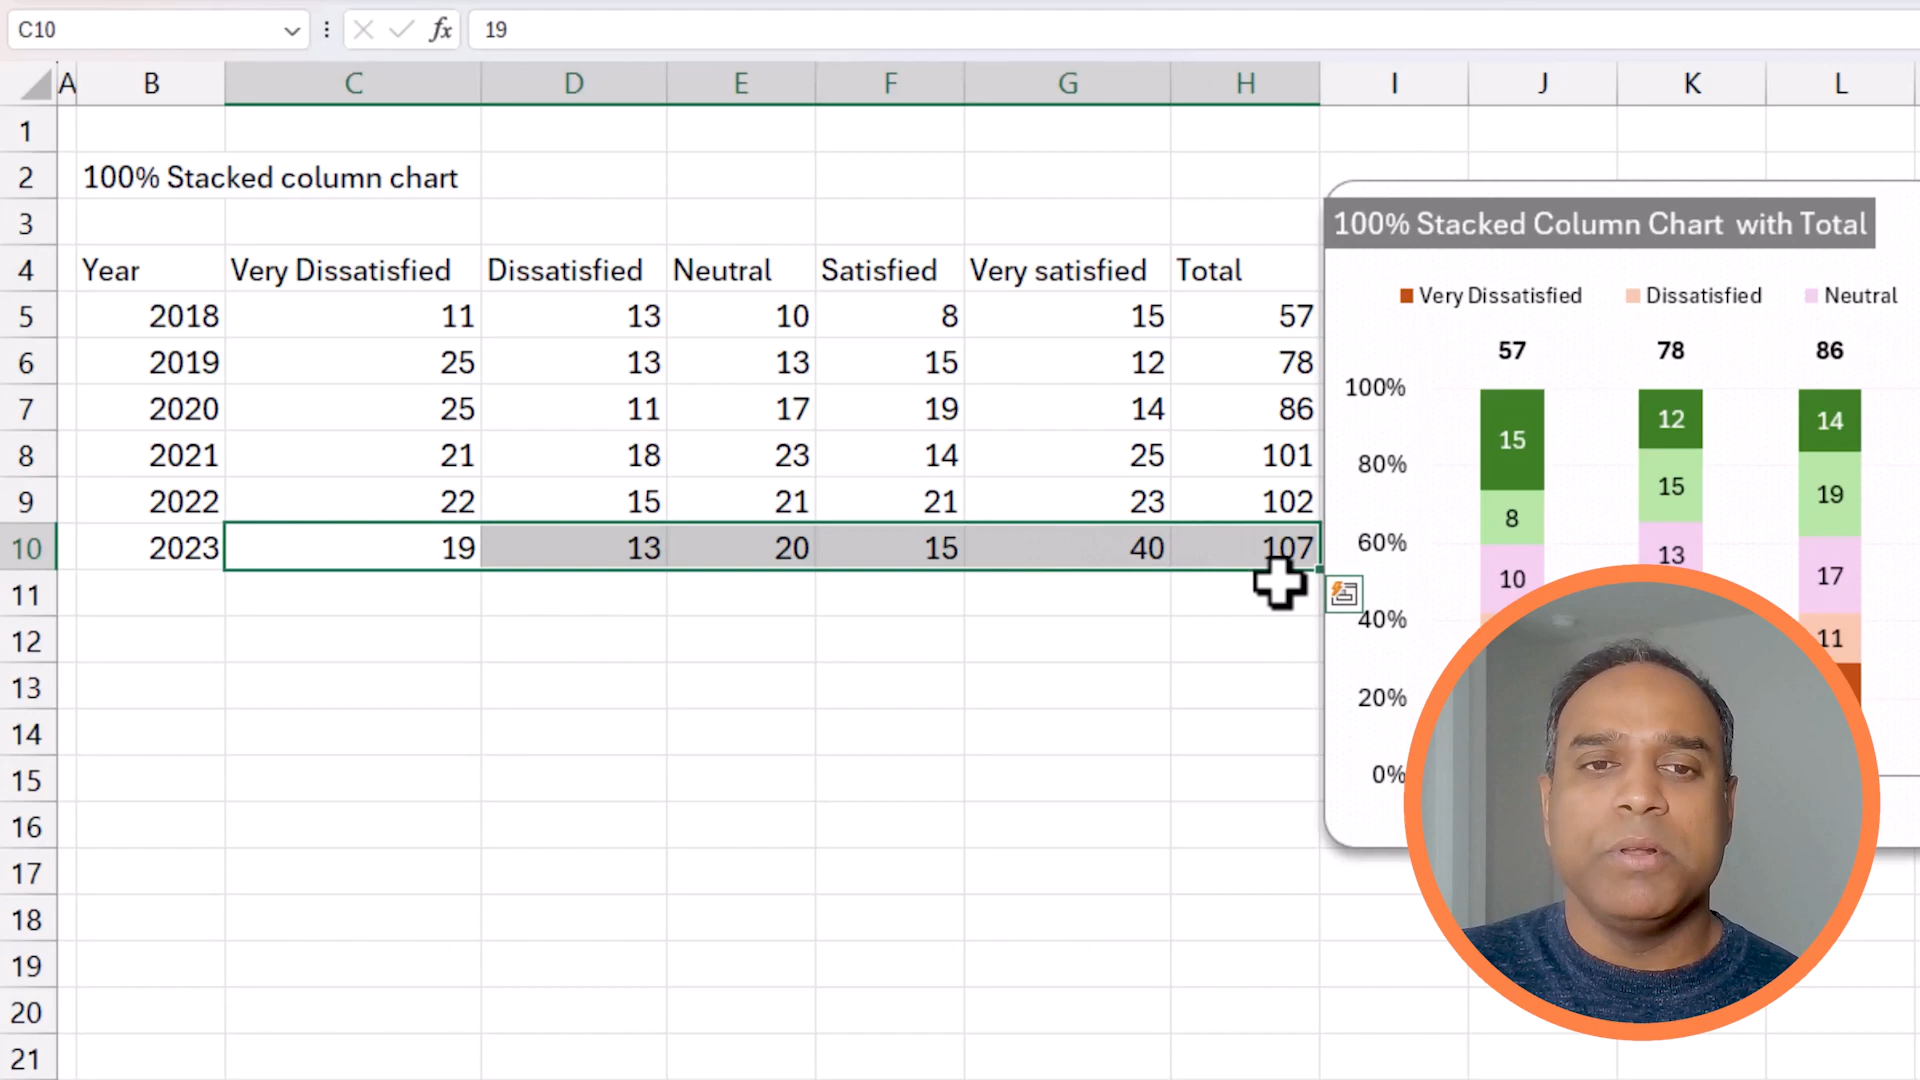 C10 fx 19
A B C D E F G H I J K L
1
2 100% Stacked column chart
3
4 Year Very Dissatisfied Dissatisfied Neutral Satisfied Very satisfied Total
5 2018 11 13 10 8 15 57
6 2019 25 13 13 15 12 78
7 2020 25 11 17 19 14 86
8 2021 21 18 23 14 25 101
9 2022 22 15 21 21 23 102
10 2023 19 13 20 15 40 107
11
12
13
14
15
16
17
18
19
20
21
100% Stacked Column Chart with Total
Very Dissatisfied Dissatisfied Neutral
57 78 86
100%
12 14
15
80%
15 19
8
60%
13
10 17
40%
11
20%
0%